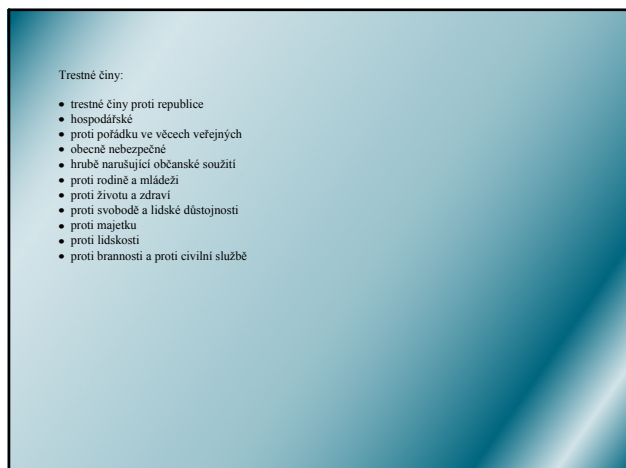 Trestné činy:
• trestné činy proti republice
• hospodářské
• proti pořádku ve věcech veřejných
• obecně nebezpečné
• hrubě narušující občanské soužití
• proti rodině a mládeži
• proti životu a zdraví
• proti svobodě a lidské důstojnosti
• proti majetku
• proti lidskosti
• proti brannosti a proti civilní službě